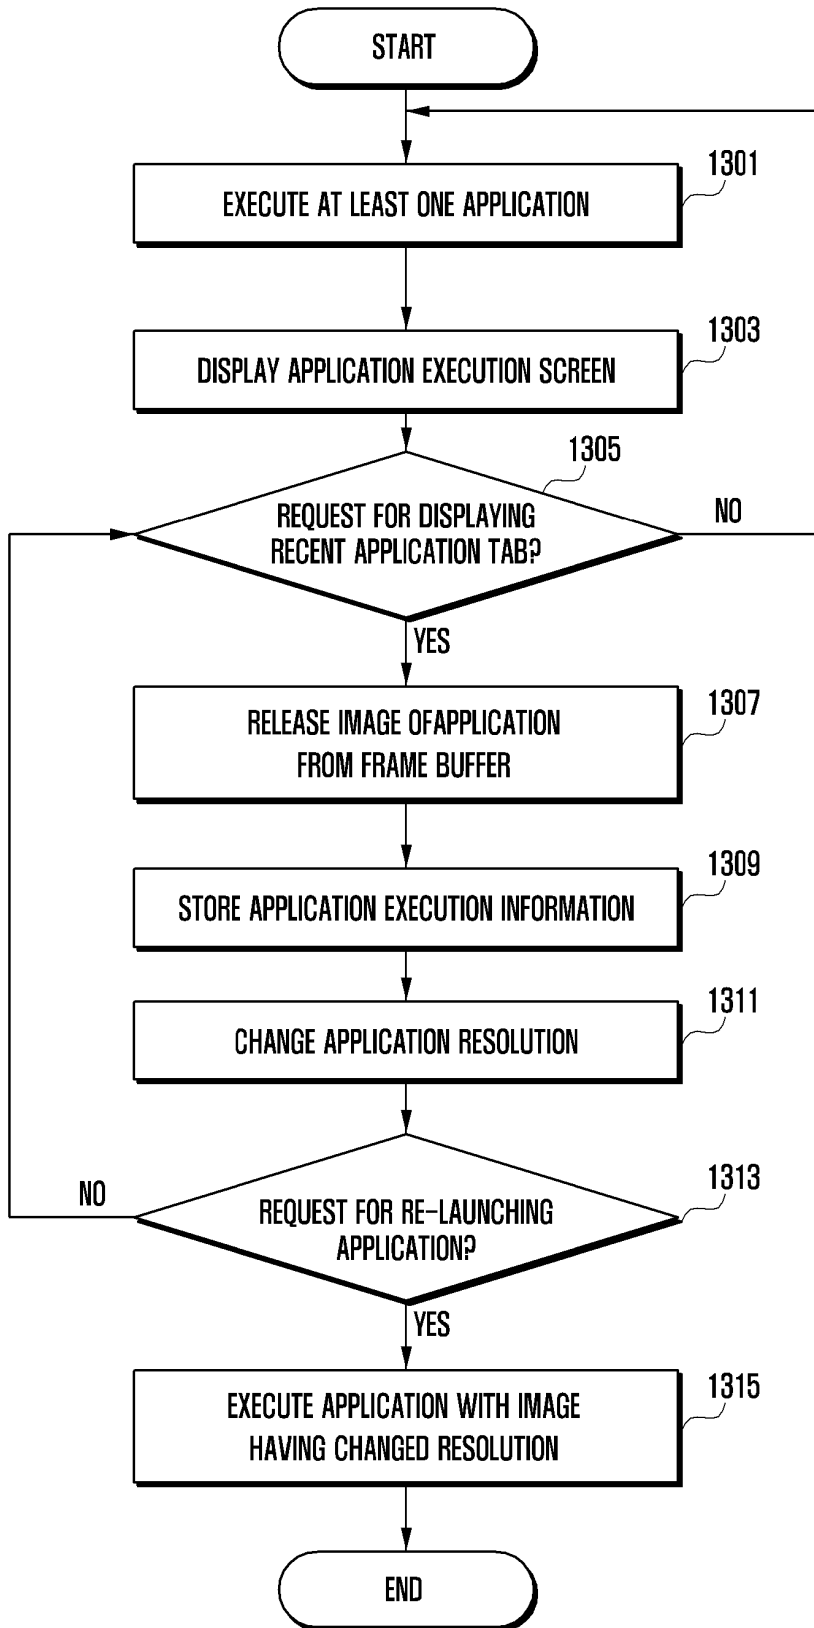 START
1301
EXECUTE AT LEAST ONE APPLICATION
1303
DISPLAY APPLICATION EXECUTION SCREEN
1305
REQUEST FOR DISPLAYING
RECENT APPLICATION TAB?
NO
YES
1307
RELEASE IMAGE OFAPPLICATION
FROM FRAME BUFFER
1309
STORE APPLICATION EXECUTION INFORMATION
1311
CHANGE APPLICATION RESOLUTION
1313
NO
REQUEST FOR RE-LAUNCHING
APPLICATION?
YES
1315
EXECUTE APPLICATION WITH IMAGE
HAVING CHANGED RESOLUTION
END